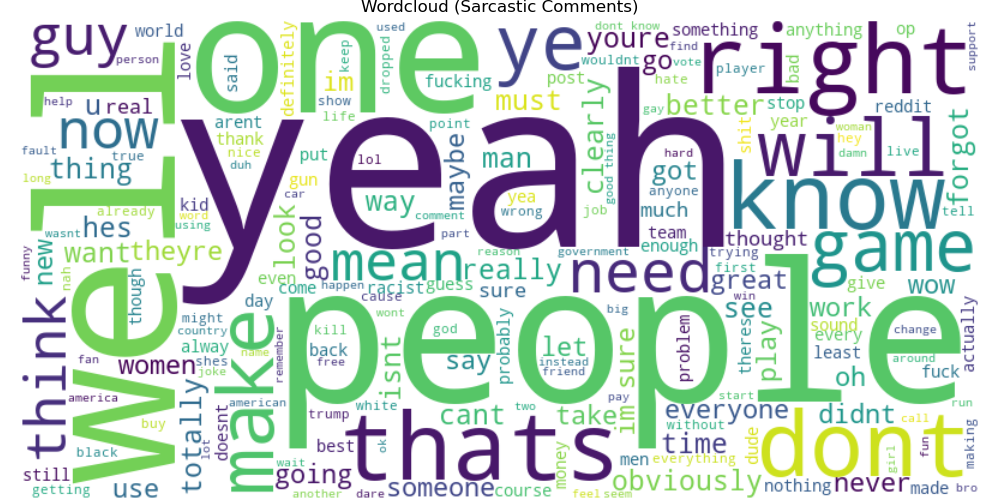 Wordcloud (Sarcastic Comments)
guy
world
person
love
one
said
definitely
im
keep
used
dropped
fucking
show
life
ye
dont know
wouldnt
find
youre
go
something
anything
op
hate
vote
player
bad
right
support
help
u
real
now
fault
true
thing
long
well
arent
thank
nice
duh
put
lol
yeah
point
must
post
man
maybe
clearly
gay
better
stop
year
reddit
shit
woman
hey
damn
live
will
forgot
hard
good thing
got
anyone
know
tell
already
kid
word
using
gun
car
way
comment
yea
wrong
job
much
team
enough
thought
trying
wasnt
hes
want
theyre
look
good
part
mean
really
reason
government
need
first
great
game
give
wow
funny
new
nah
though
even
come
happen
racist
guess
cause
sure
win
see
work
sound
every
change
actually
think
might
country
day
alway
shes
make
remember
kill
back
free
wont
god
isnt
say
probably
big
let
instead
friend
people
im sure
problem
theres
play
least
around
oh
fuck
fan
women
joke
name
america
american
trump
white
cant
two
take
pay
start
everyone
without
didnt
call
run
buy
black
totally
lot
doesnt
best
ok
thats
time
dude
dont
girl
fun
making
still
getting
use
wait
going
another
dare
someone
course
money
feel
seem
men
everything
obviously
nothing
never
made
bro